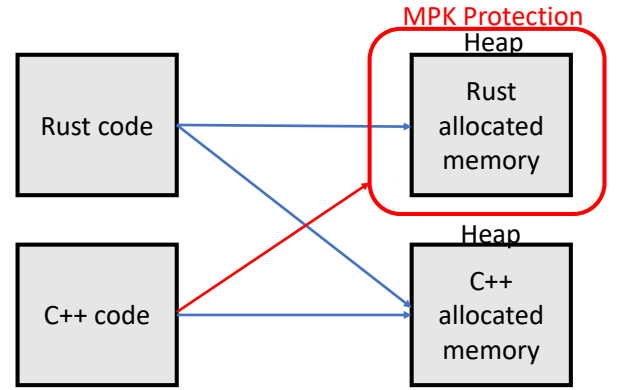 MPK Protection
Heap
Rust code
Rust
allocated
memory
Heap
C++ code
C++
allocated
memory